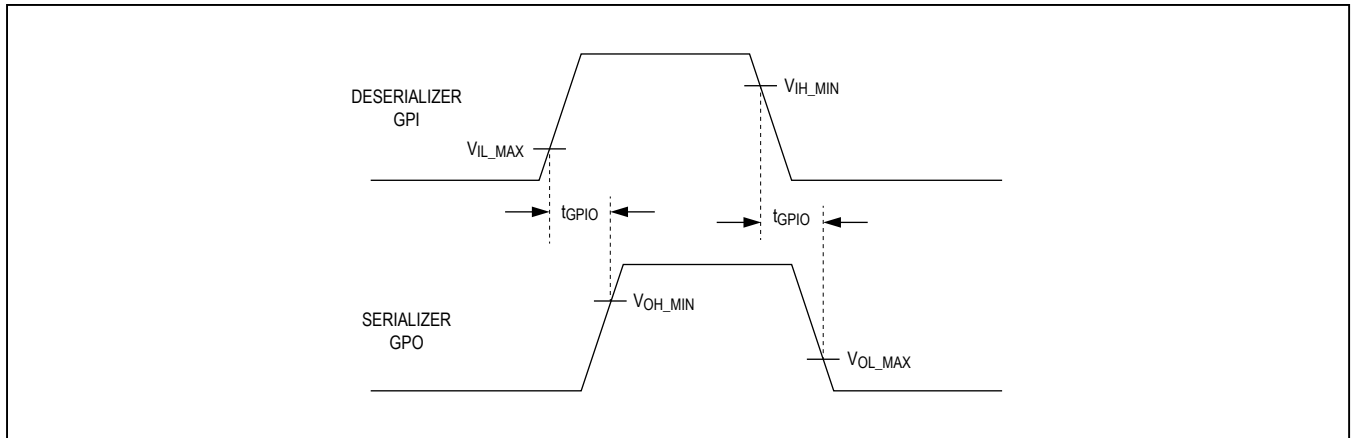 DESERIALIZER
GPI
VIH_MIN
VIL_MAX
tGPIO
tGPIO
VOH_MIN
SERIALIZER
GPO
VOL_MAX